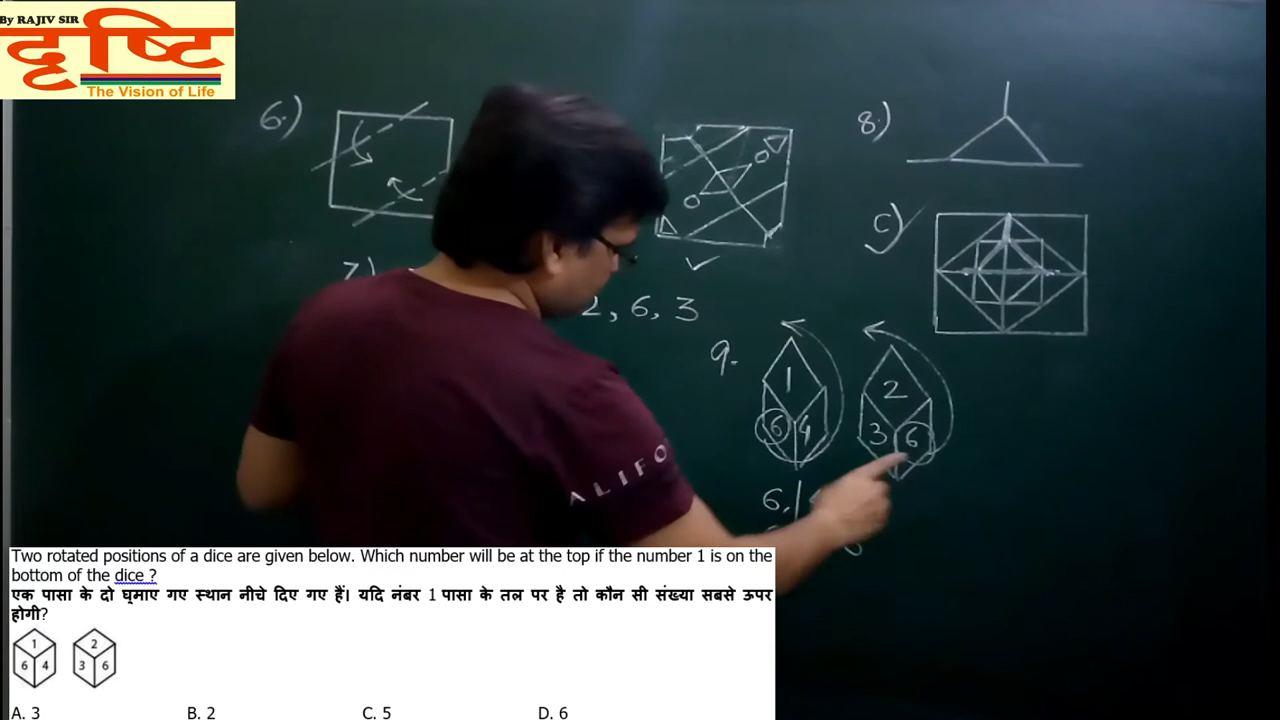 By RAJIV SIR
दृष्टि
The Vision of Life
6.)
8.)
c)
7)
2, 6, 3
9.
1
6 4
2
3 6
6,
ALIFO
Two rotated positions of a dice are given below. Which number will be at the top if the number 1 is on the
bottom of the dice ?
एक पासा के दो घुमाए गए स्थान नीचे दिए गए हैं। यदि नंबर 1 पासा के तल पर है तो कौन सी संख्या सबसे ऊपर
होगी?
1 2
6 4 3 6
A. 3 B. 2 C. 5 D. 6